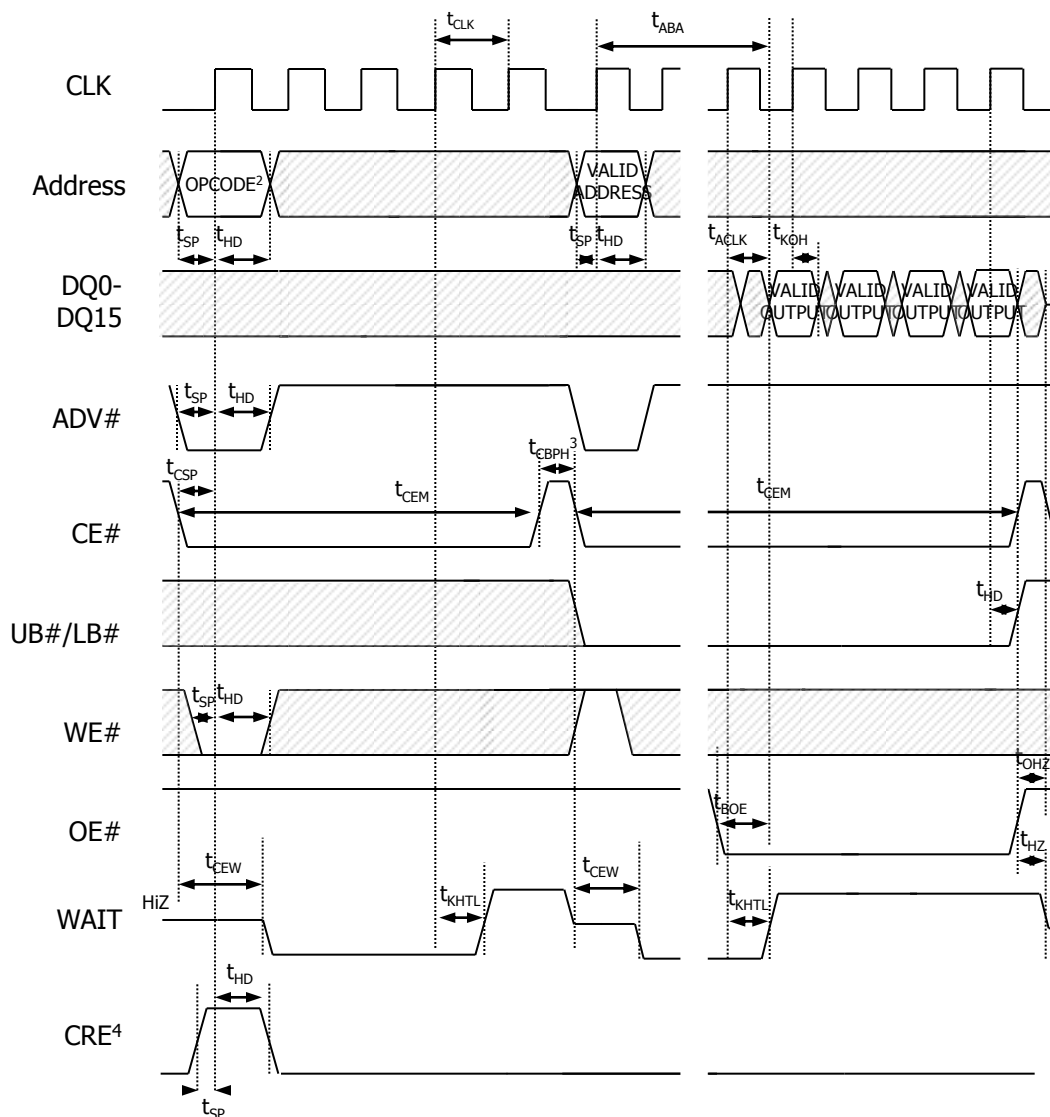 tCLK
tABA
CLK
Address
OPCODE²
VALID
ADDRESS
tSP
tHD
tSP
tHD
tACLK
tKOH
DQ0-
DQ15
VALID
OUTPUT
VALID
OUTPUT
VALID
OUTPUT
VALID
OUTPUT
ADV#
tSP
tHD
tCBPH³
tCSP
tCEM
tCEM
CE#
UB#/LB#
tHD
WE#
tSP
tHD
tOHZ
OE#
tBOE
tHZ
tCEW
tCEW
HiZ
WAIT
tKHTL
tKHTL
tHD
CRE⁴
tSP